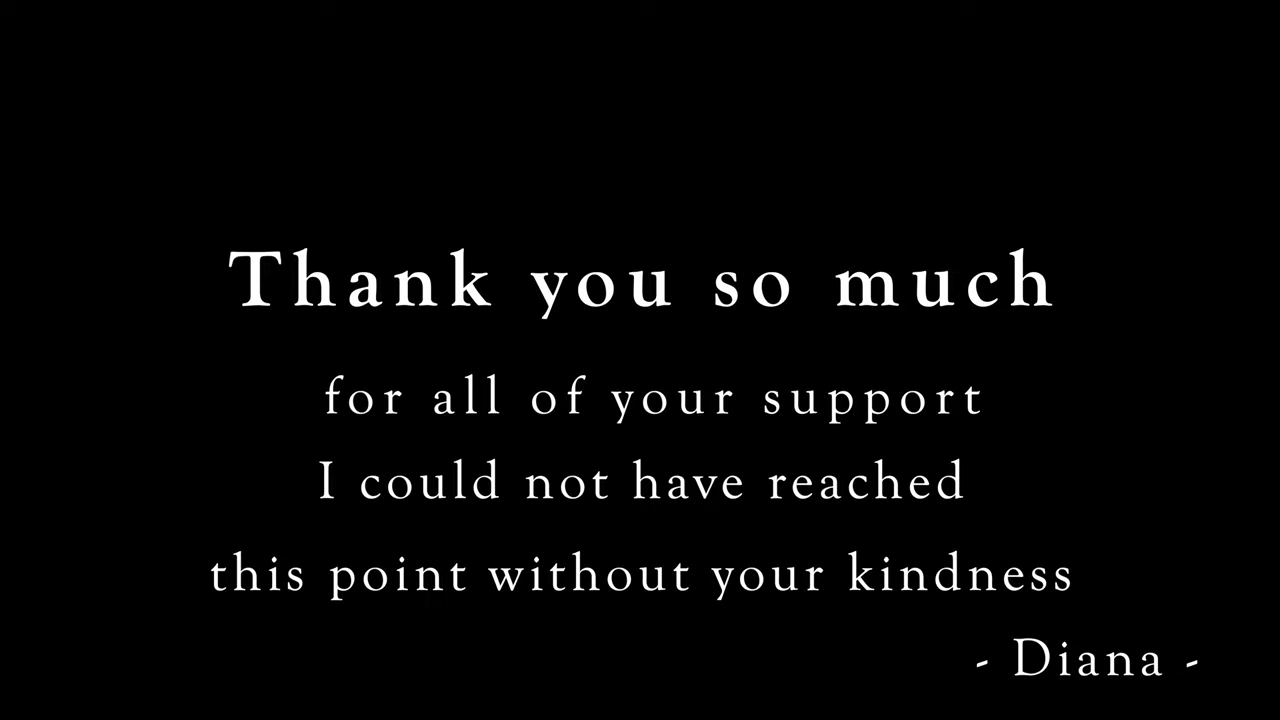 Thank you so much
for all of your support
I could not have reached
this point without your kindness
- Diana -